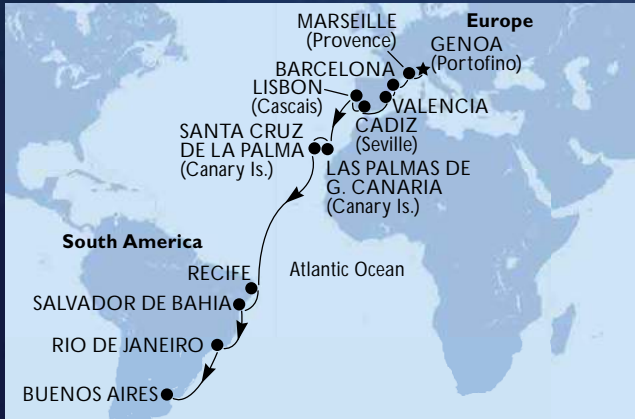 MARSEILLE
(Provence)
Europe
GENOA
(Portofino)
BARCELONA
LISBON
(Cascais)
VALENCIA
CADIZ
(Seville)
SANTA CRUZ
DE LA PALMA
(Canary Is.)
LAS PALMAS DE
G. CANARIA
(Canary Is.)
South America
RECIFE
Atlantic Ocean
SALVADOR DE BAHIA
RIO DE JANEIRO
BUENOS AIRES